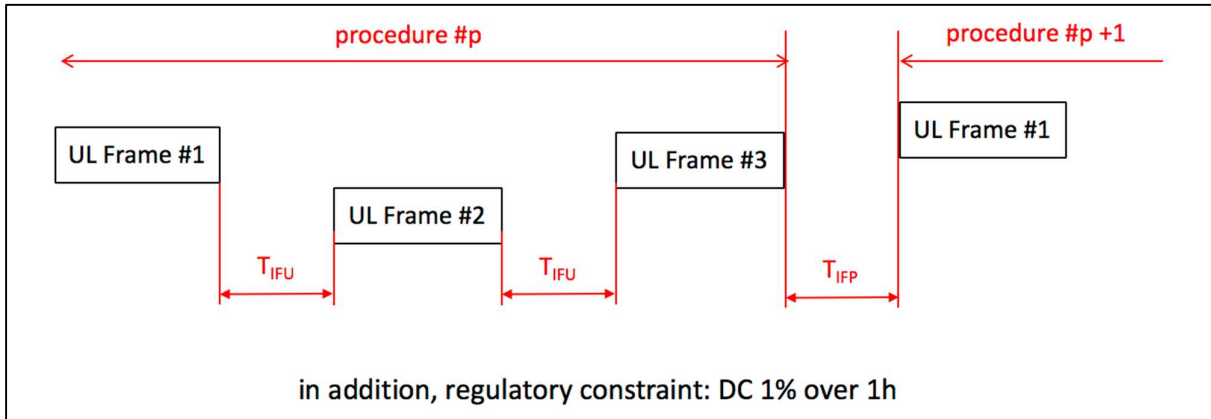 procedure #p
procedure #p +1
UL Frame #1
UL Frame #2
UL Frame #3
UL Frame #1
TIFU
TIFU
TIFP
in addition, regulatory constraint: DC 1% over 1h